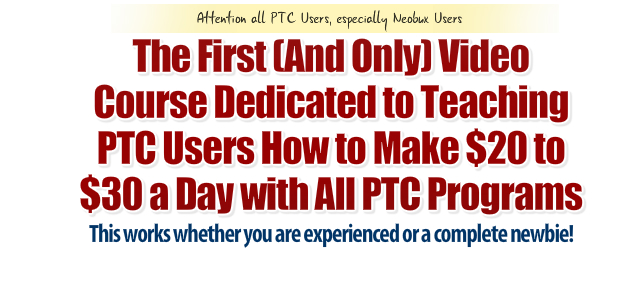 Attention all PTC Users, especially Neobux Users
The First (And Only) Video
Course Dedicated to Teaching
PTC Users How to Make $20 to
$30 a Day with All PTC Programs
This works whether you are experienced or a complete newbie!